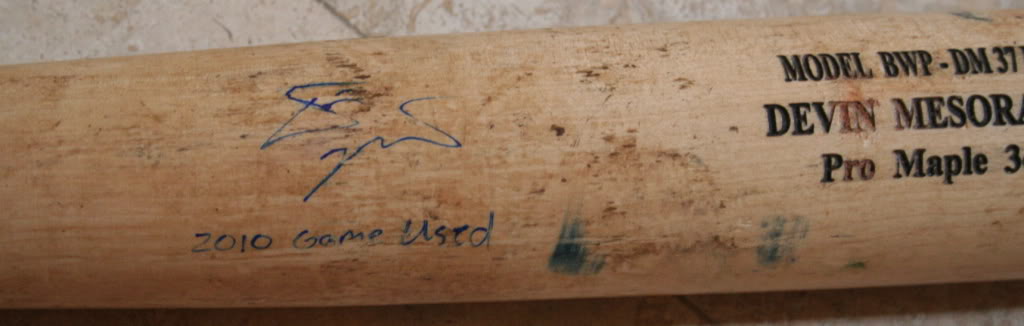 MODEL BWP-DM37
DEVIN MESORA
Pro Maple 3
2010 Game Used